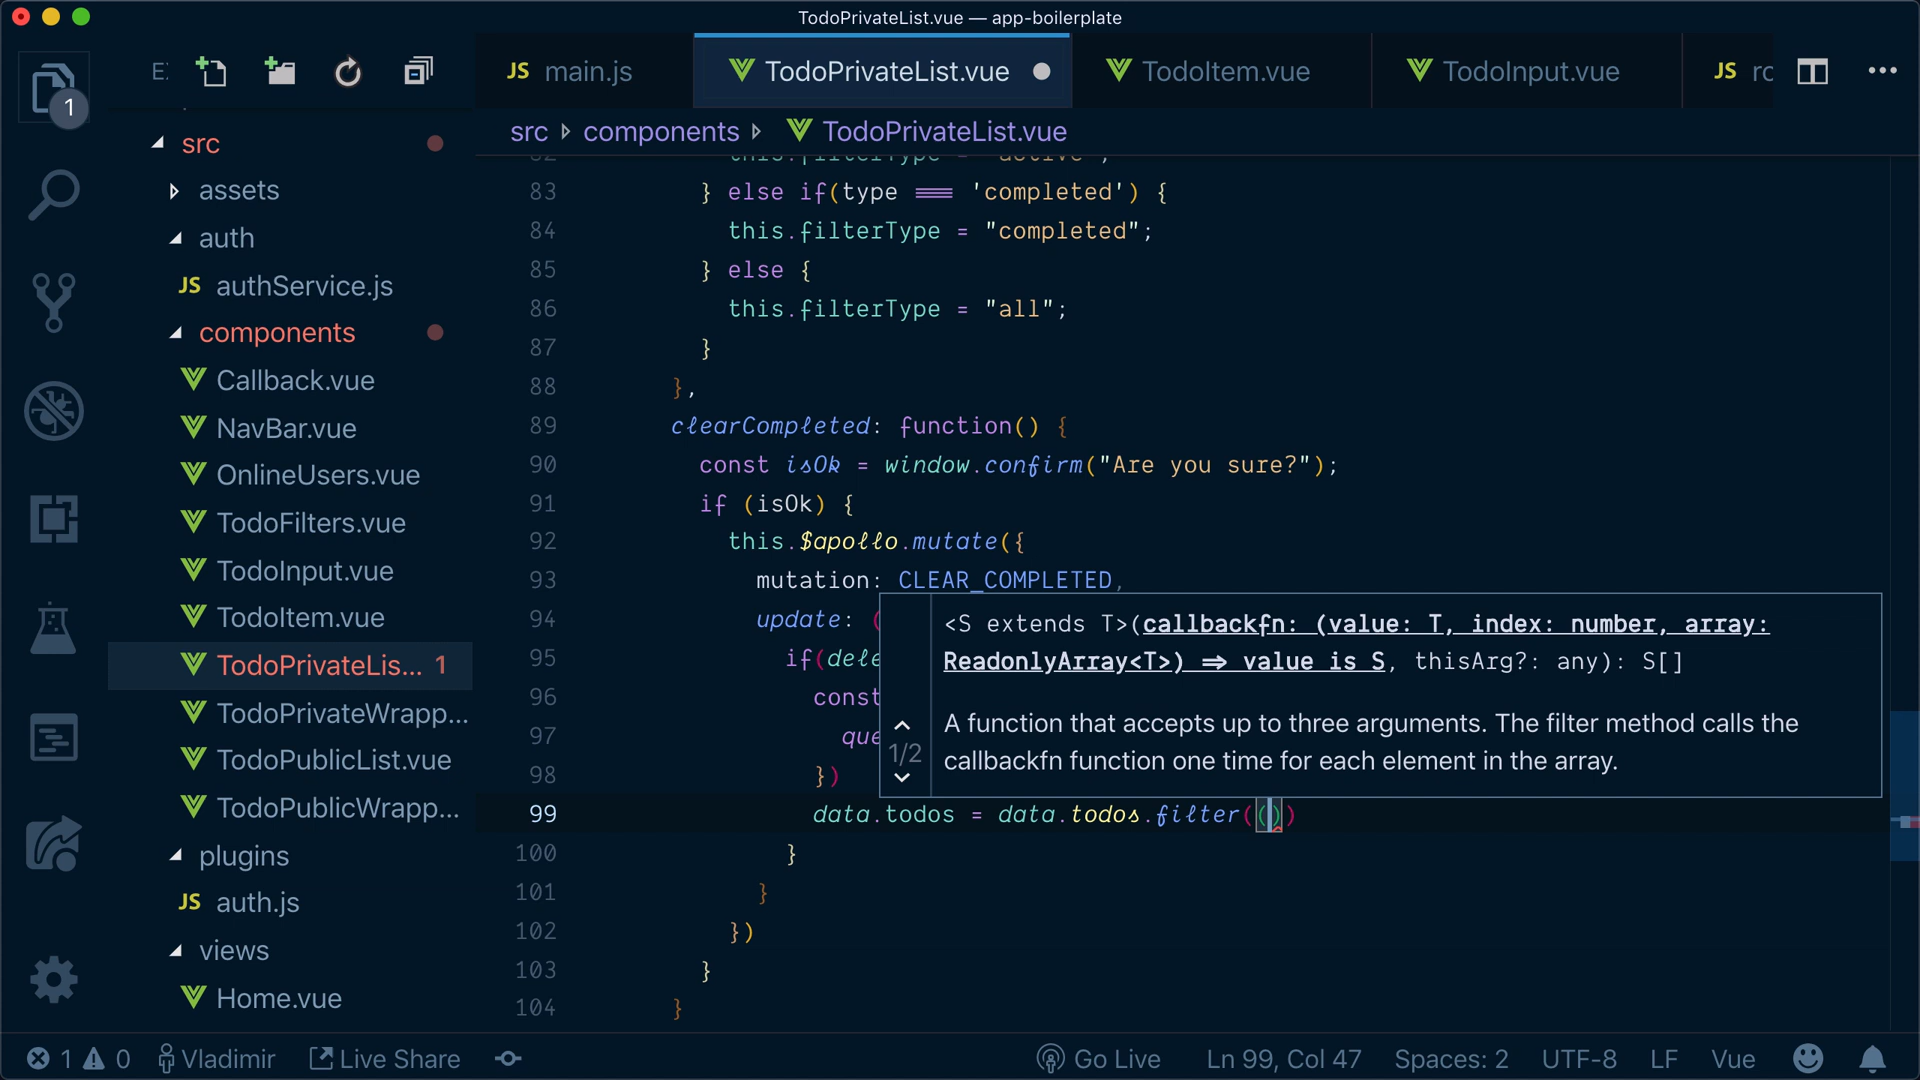 TodoPrivateList.vue — app-boilerplate
E:
JS main.js
TodoPrivateList.vue
TodoItem.vue
TodoInput.vue
JS
src
components
TodoPrivateList.vue
1
src
assets
auth
JS authService.js
components
Callback.vue
NavBar.vue
OnlineUsers.vue
TodoFilters.vue
TodoInput.vue
TodoItem.vue
TodoPrivateLis... 1
TodoPrivateWrapp...
TodoPublicList.vue
TodoPublicWrapp...
plugins
JS auth.js
views
Home.vue
82 this.filterType = "active";
83 } else if(type === 'completed') {
84 this.filterType = "completed";
85 } else {
86 this.filterType = "all";
87 }
88 },
89 clearCompleted: function() {
90 const isOk = window.confirm("Are you sure?");
91 if (isOk) {
92 this.$apollo.mutate({
93 mutation: CLEAR_COMPLETED,
94 update: (
95 if(dele
96 const
97 que
98 })
99 data.todos = data.todos.filter(())
100 }
101 }
102 })
103 }
104 }
<S extends T>(callbackfn: (value: T, index: number, array:
ReadonlyArray<T>) => value is S, thisArg?: any): S[]
1/2
A function that accepts up to three arguments. The filter method calls the
callbackfn function one time for each element in the array.
1 0 Vladimir Live Share Go Live Ln 99, Col 47 Spaces: 2 UTF-8 LF Vue